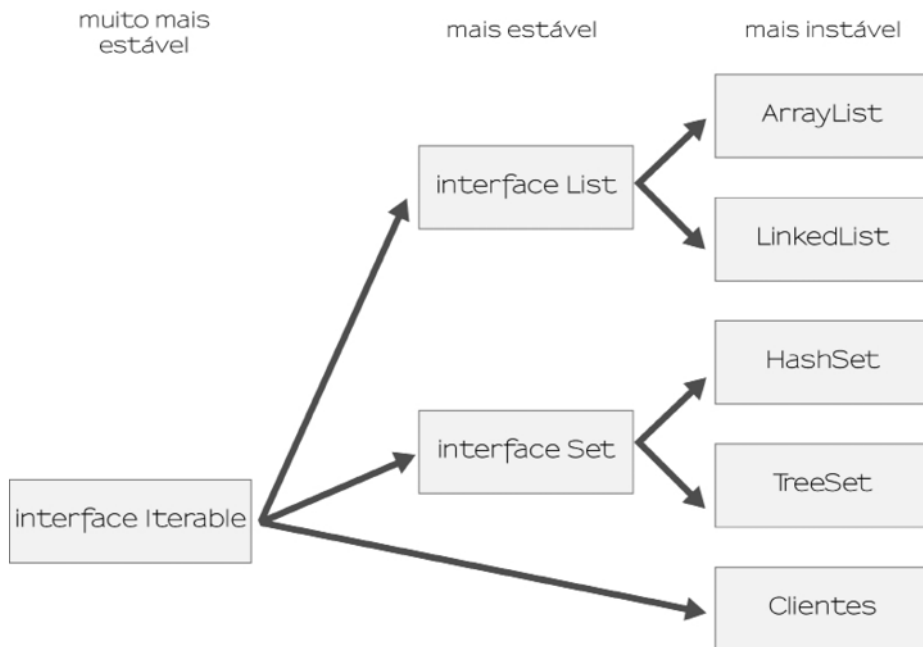 muito mais
estável
mais estável
mais instável
ArrayList
interface List
LinkedList
HashSet
interface Set
TreeSet
interface Iterable
Clientes